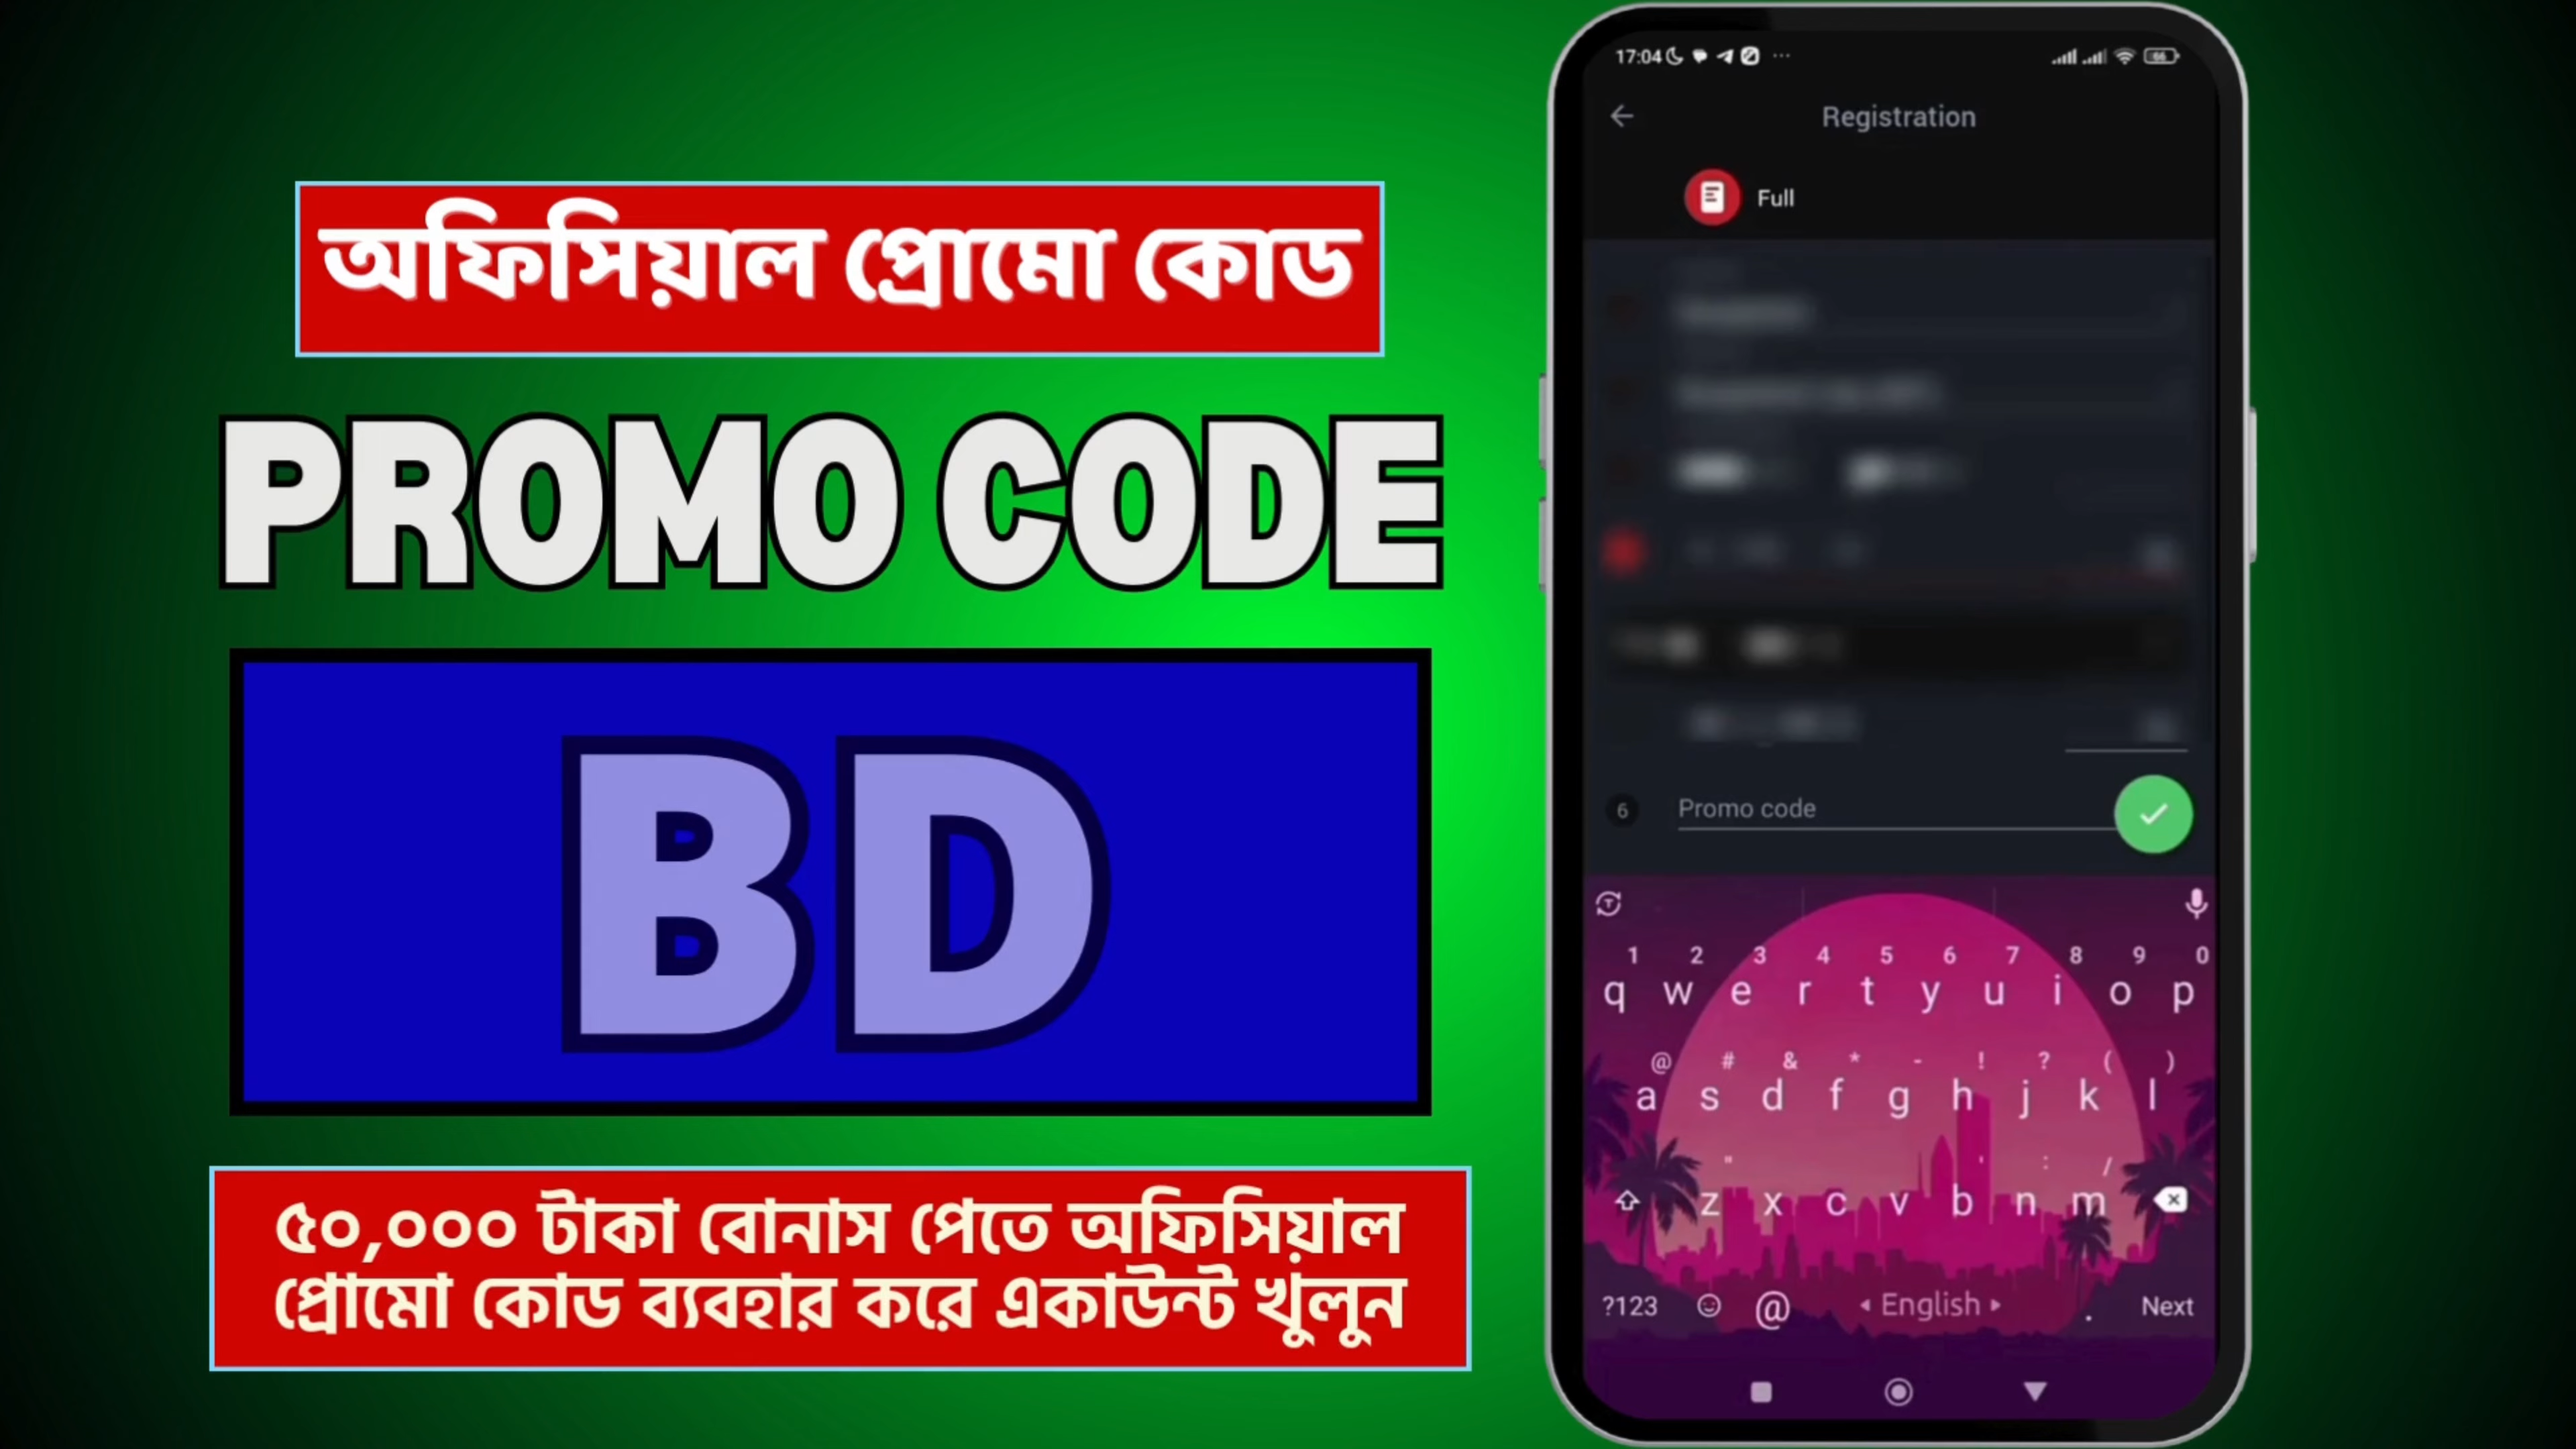 অফিসিয়াল প্রোমো কোড
PROMO CODE
BD
৫০,০০০ টাকা বোনাস পেতে অফিসিয়াল
প্রোমো কোড ব্যবহার করে একাউন্ট খুলুন
17:04
66
Registration
Full
6 Promo code
1 2 3 4 5 6 7 8 9 0
q w e r t y u i o p
@ # & * - ! ? ( )
a s d f g h j k l
" ' : /
z x c v b n m
?123 @ English . Next